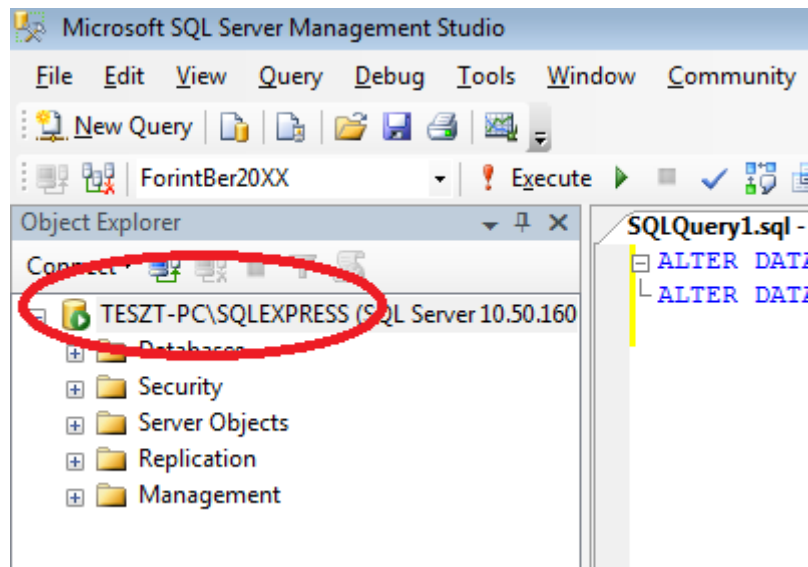 Microsoft SQL Server Management Studio
File Edit View Query Debug Tools Window Community
New Query
ForintBer20XX Execute
Object Explorer
SQLQuery1.sql -
Connect
ALTER DATA
TESZT-PC\SQLEXPRESS (SQL Server 10.50.160
ALTER DATA
Databases
Security
Server Objects
Replication
Management